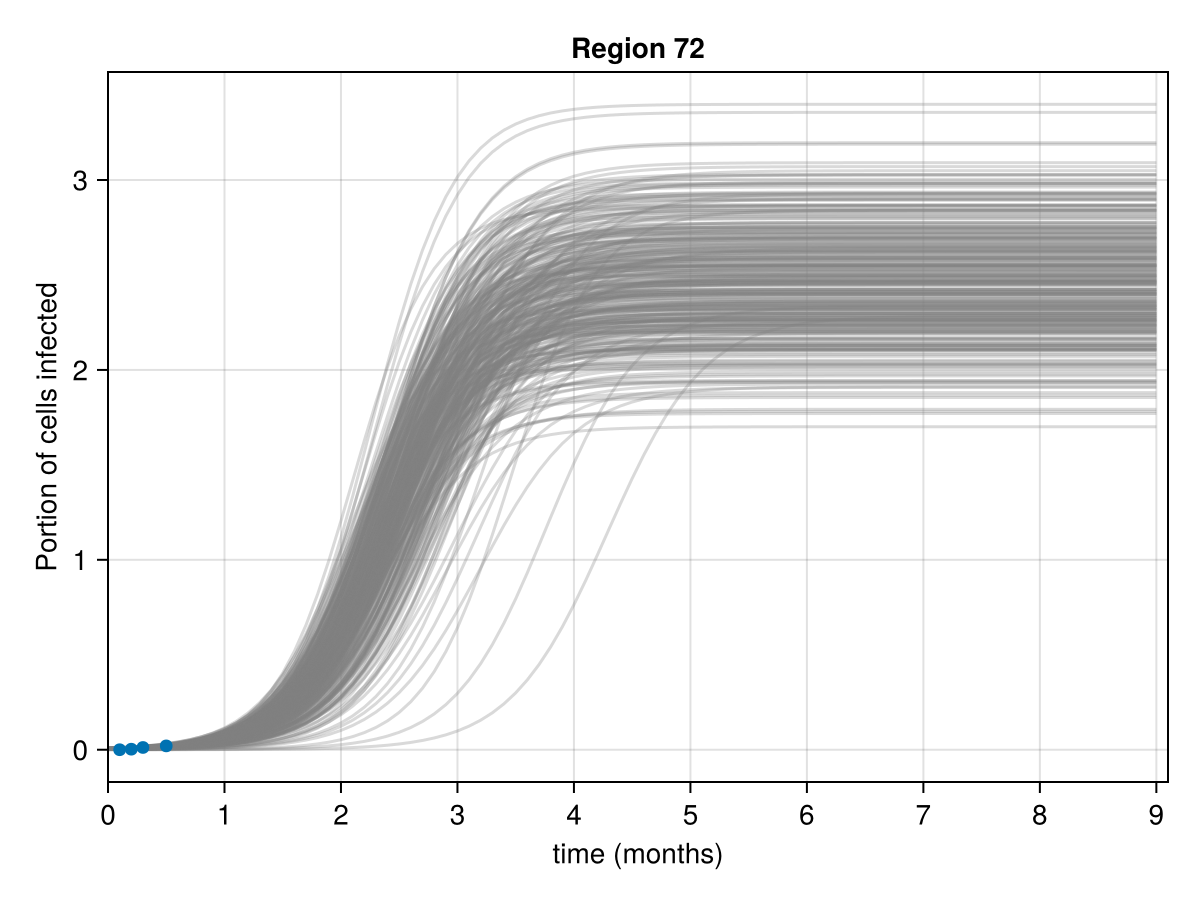 Region 72
Portion of cells infected
3
2
1
0
0 1 2 3 4 5 6 7 8 9
time (months)